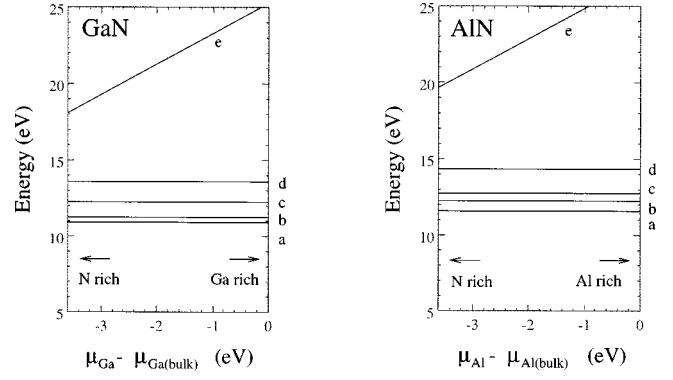 GaN
e
25
20
15
10
5
Energy (eV)
d
c
b
a
N rich
Ga rich
-3
-2
-1
0
μGa- μGa(bulk) (eV)
AlN
e
25
20
15
10
5
Energy (eV)
d
c
b
a
N rich
Al rich
-3
-2
-1
0
μAl- μAl(bulk) (eV)